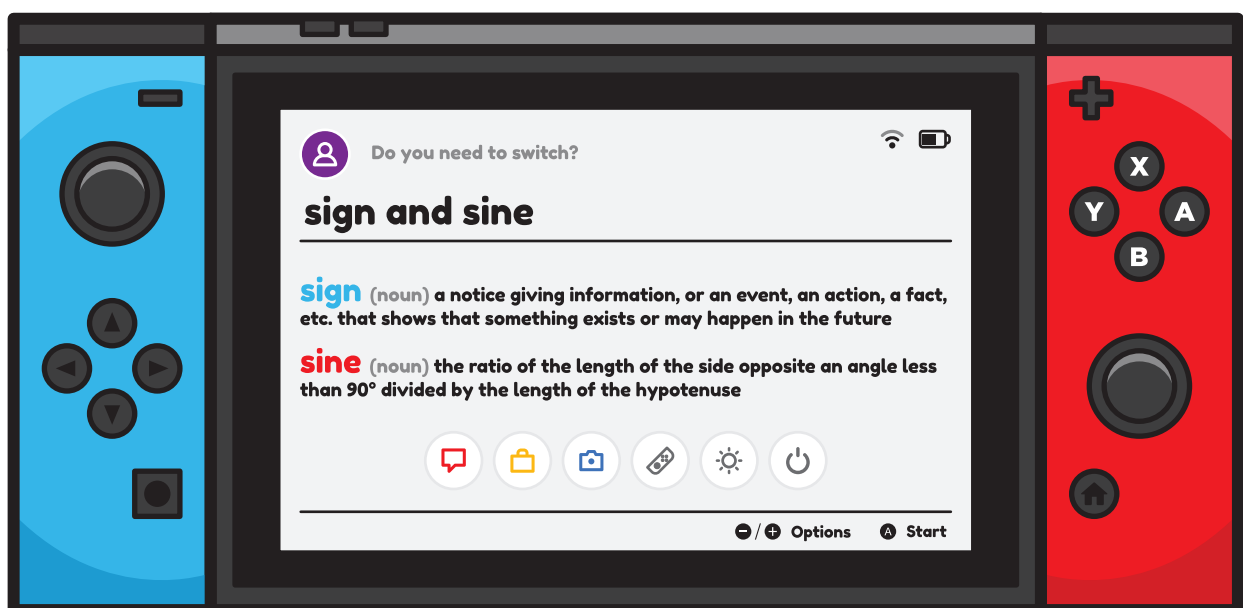 Do you need to switch?
sign and sine
sign (noun) a notice giving information, or an event, an action, a fact,
etc. that shows that something exists or may happen in the future
sine (noun) the ratio of the length of the side opposite an angle less
than 90° divided by the length of the hypotenuse
−/+ Options A Start
X
Y A
B